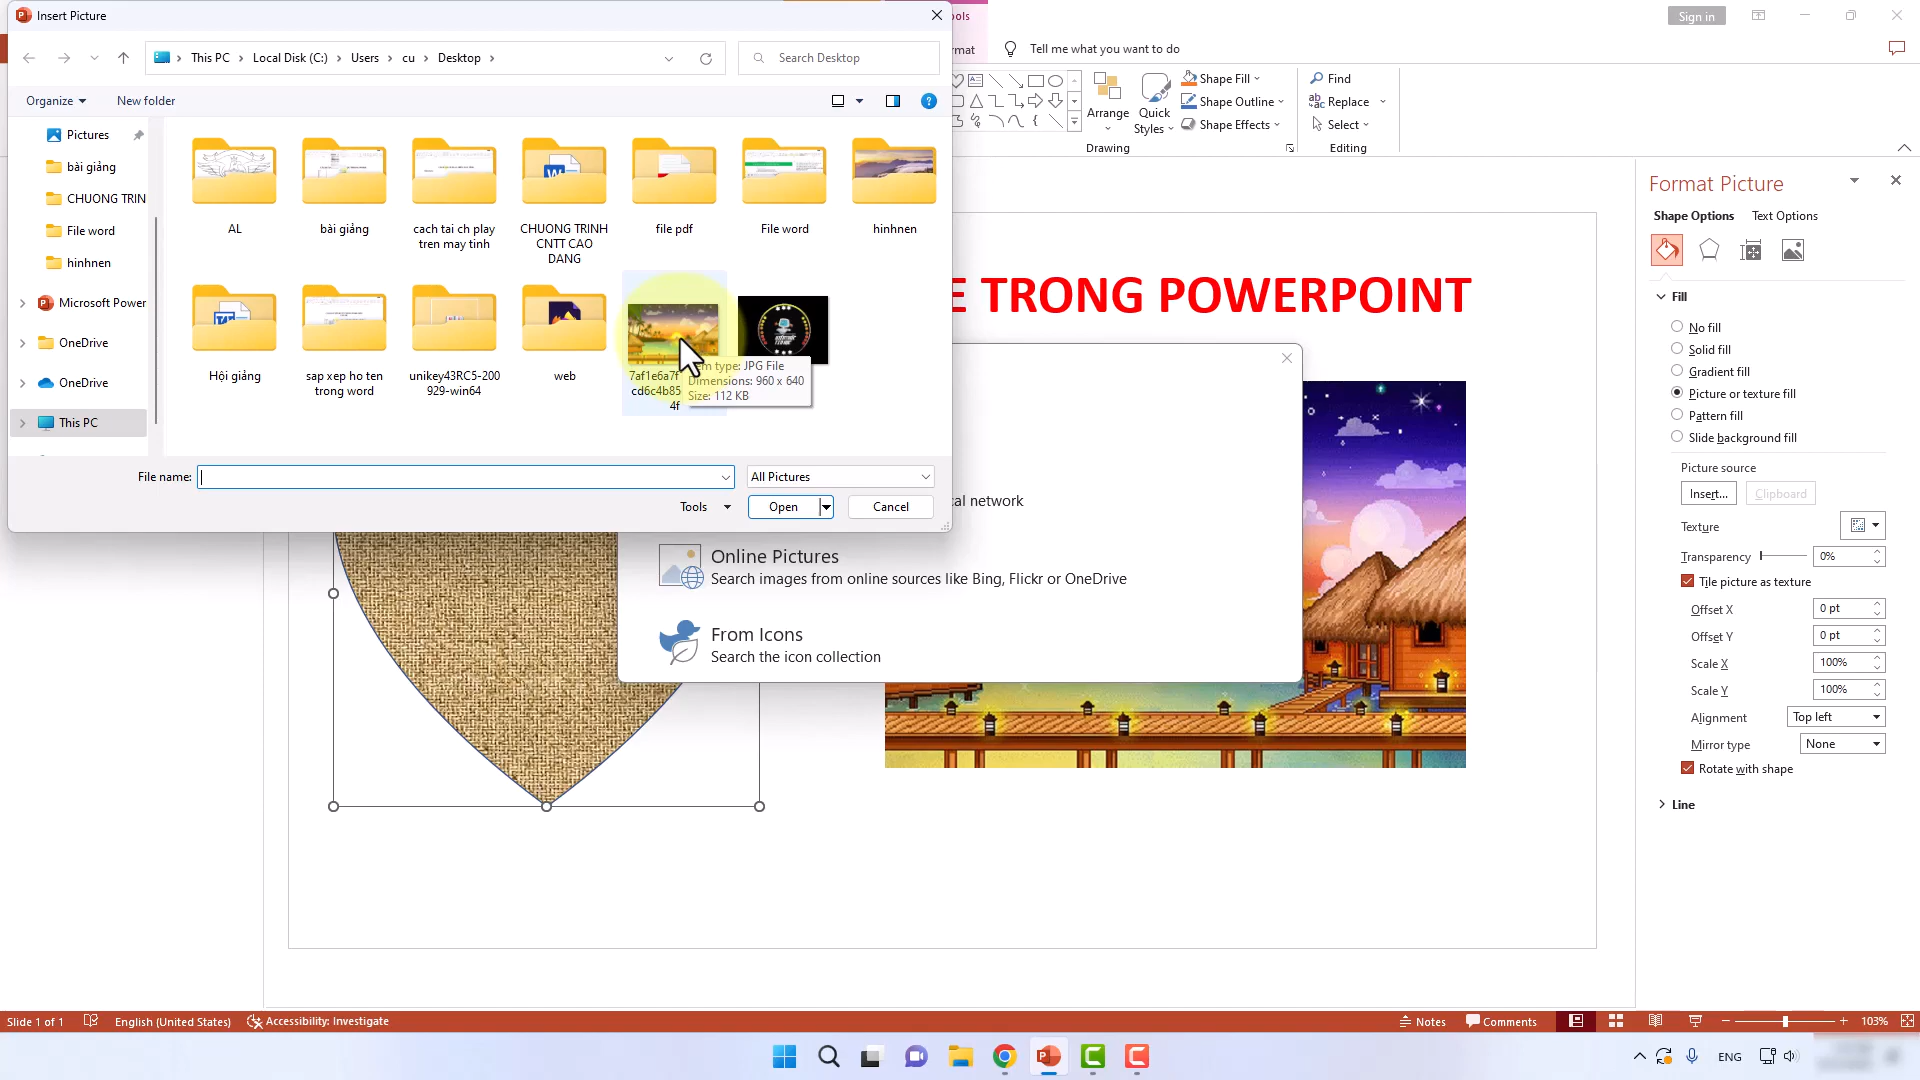 Insert Picture
ols
Sign in
This PC > Local Disk (C:) > Users > cu > Desktop >
Search Desktop
mat
Tell me what you want to do
Organize
New folder
Pictures
bài giảng
CHUONG TRIN
File word
hinhnen
Microsoft Power
OneDrive
OneDrive
This PC
AL
bài giảng
cach tai ch play
tren may tinh
CHUONG TRINH
CNTT CAO
DANG
file pdf
File word
hinhnen
Hội giảng
sap xep ho ten
trong word
unikey43RC5-200
929-win64
web
7af1e6a7f
cd6c4b85
4f
em type: JPG File
Dimensions: 960 x 640
Size: 112 KB
File name:
All Pictures
Tools
Open
Cancel
Arrange
Quick
Styles
Shape Fill
Shape Outline
Shape Effects
Drawing
Find
Replace
Select
Editing
E TRONG POWERPOINT
cal network
Online Pictures
Search images from online sources like Bing, Flickr or OneDrive
From Icons
Search the icon collection
Format Picture
Shape Options
Text Options
Fill
No fill
Solid fill
Gradient fill
Picture or texture fill
Pattern fill
Slide background fill
Picture source
Insert...
Clipboard
Texture
Transparency
0%
Tile picture as texture
Offset X
0 pt
Offset Y
0 pt
Scale X
100%
Scale Y
100%
Alignment
Top left
Mirror type
None
Rotate with shape
Line
Slide 1 of 1
English (United States)
Accessibility: Investigate
Notes
Comments
103%
ENG